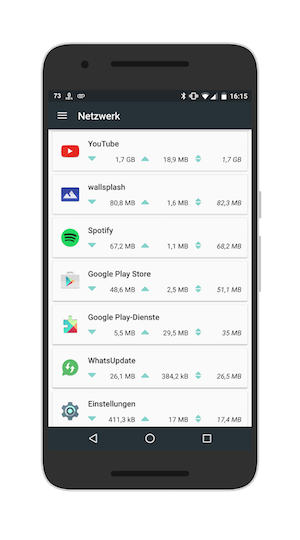 73 16:15
Netzwerk
YouTube
1,7 GB 18,9 MB 1,7 GB
wallsplash
80,8 MB 1,6 MB 82,3 MB
Spotify
67,2 MB 1,1 MB 68,2 MB
Google Play Store
48,6 MB 2,5 MB 51,1 MB
Google Play-Dienste
5,5 MB 29,5 MB 35 MB
WhatsUpdate
26,1 MB 384,2 kB 26,5 MB
Einstellungen
411,3 kB 17 MB 17,4 MB